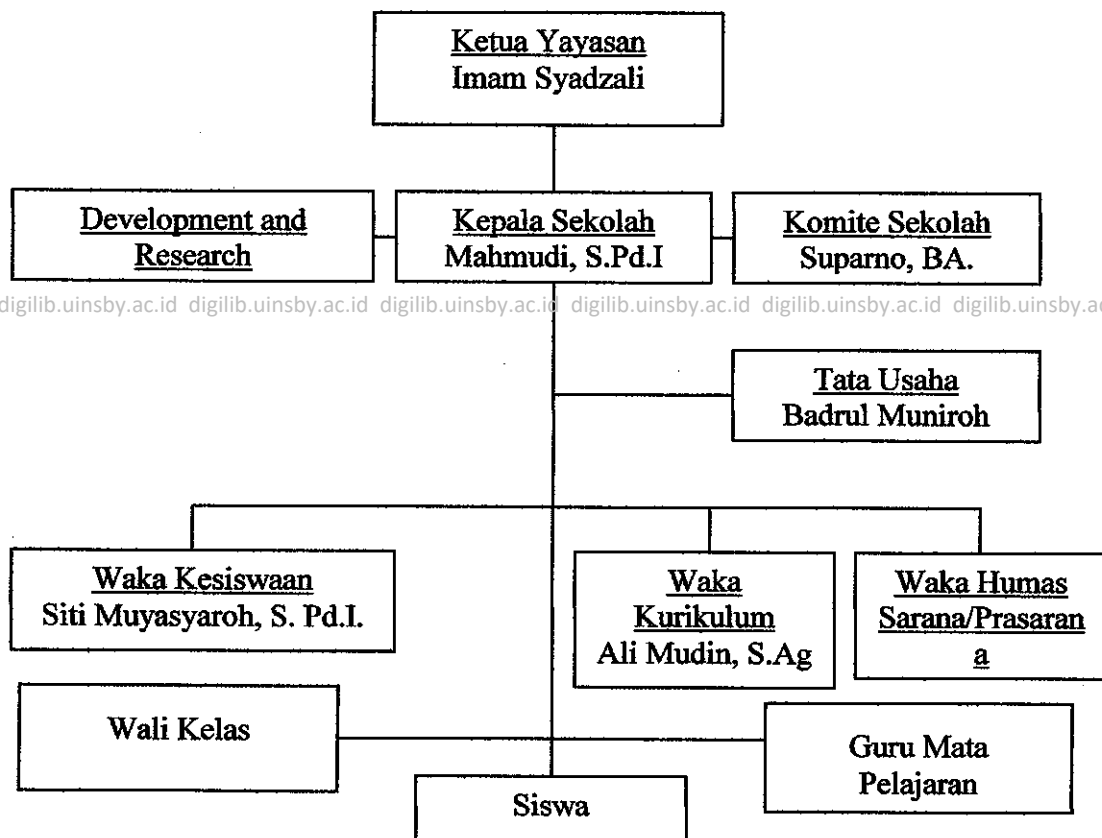 Ketua Yayasan
Imam Syadzali
Development and
Research
Kepala Sekolah
Mahmudi, S.Pd.I
Komite Sekolah
Suparno, BA.
digilib.uinsby.ac.id digilib.uinsby.ac.id digilib.uinsby.ac.id digilib.uinsby.ac.id digilib.uinsby.ac.id digilib.uinsby.ac
Tata Usaha
Badrul Muniroh
Waka Kesiswaan
Siti Muyasyaroh, S. Pd.I.
Waka
Kurikulum
Ali Mudin, S.Ag
Waka Humas
Sarana/Prasaran
a
Wali Kelas
Guru Mata
Pelajaran
Siswa